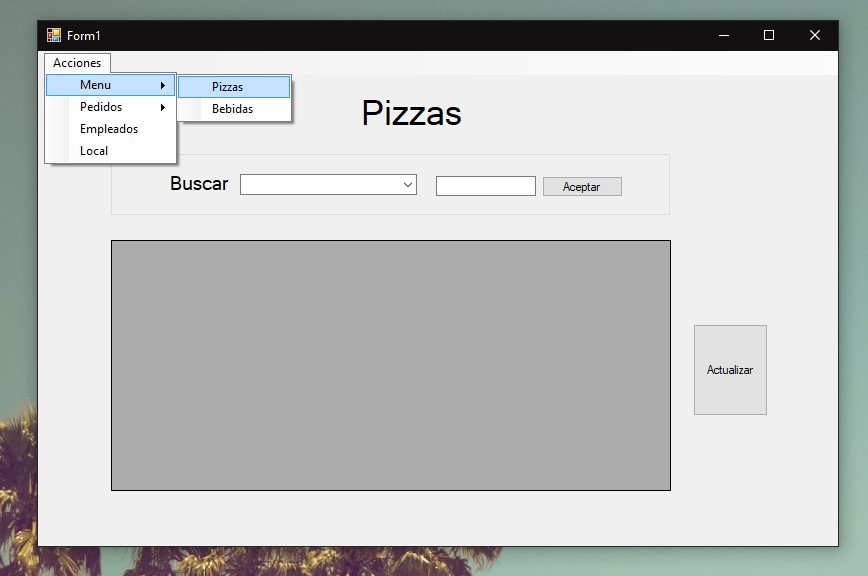 Form1
Acciones
Menu
Pizzas
Pedidos
Bebidas
Empleados
Local
Pizzas
Buscar
Aceptar
Actualizar